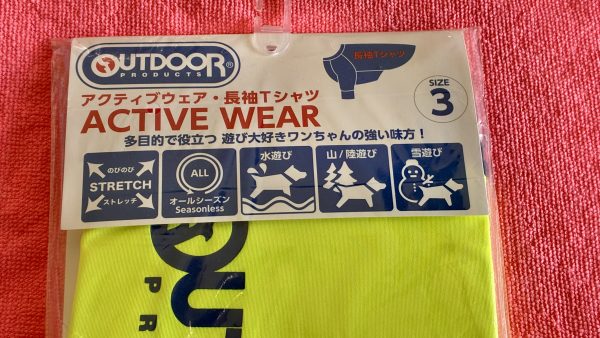 OUTDOOR®
PRODUCTS
長袖Tシャツ
SIZE
3
アクティブウェア・長袖Tシャツ
ACTIVE WEAR
多目的で役立つ 遊び大好きワンちゃんの強い味方！
のびのび
STRETCH
ストレッチ
ALL
オールシーズン
Seasonless
水遊び
山/陸遊び
雪遊び
OUT
PR